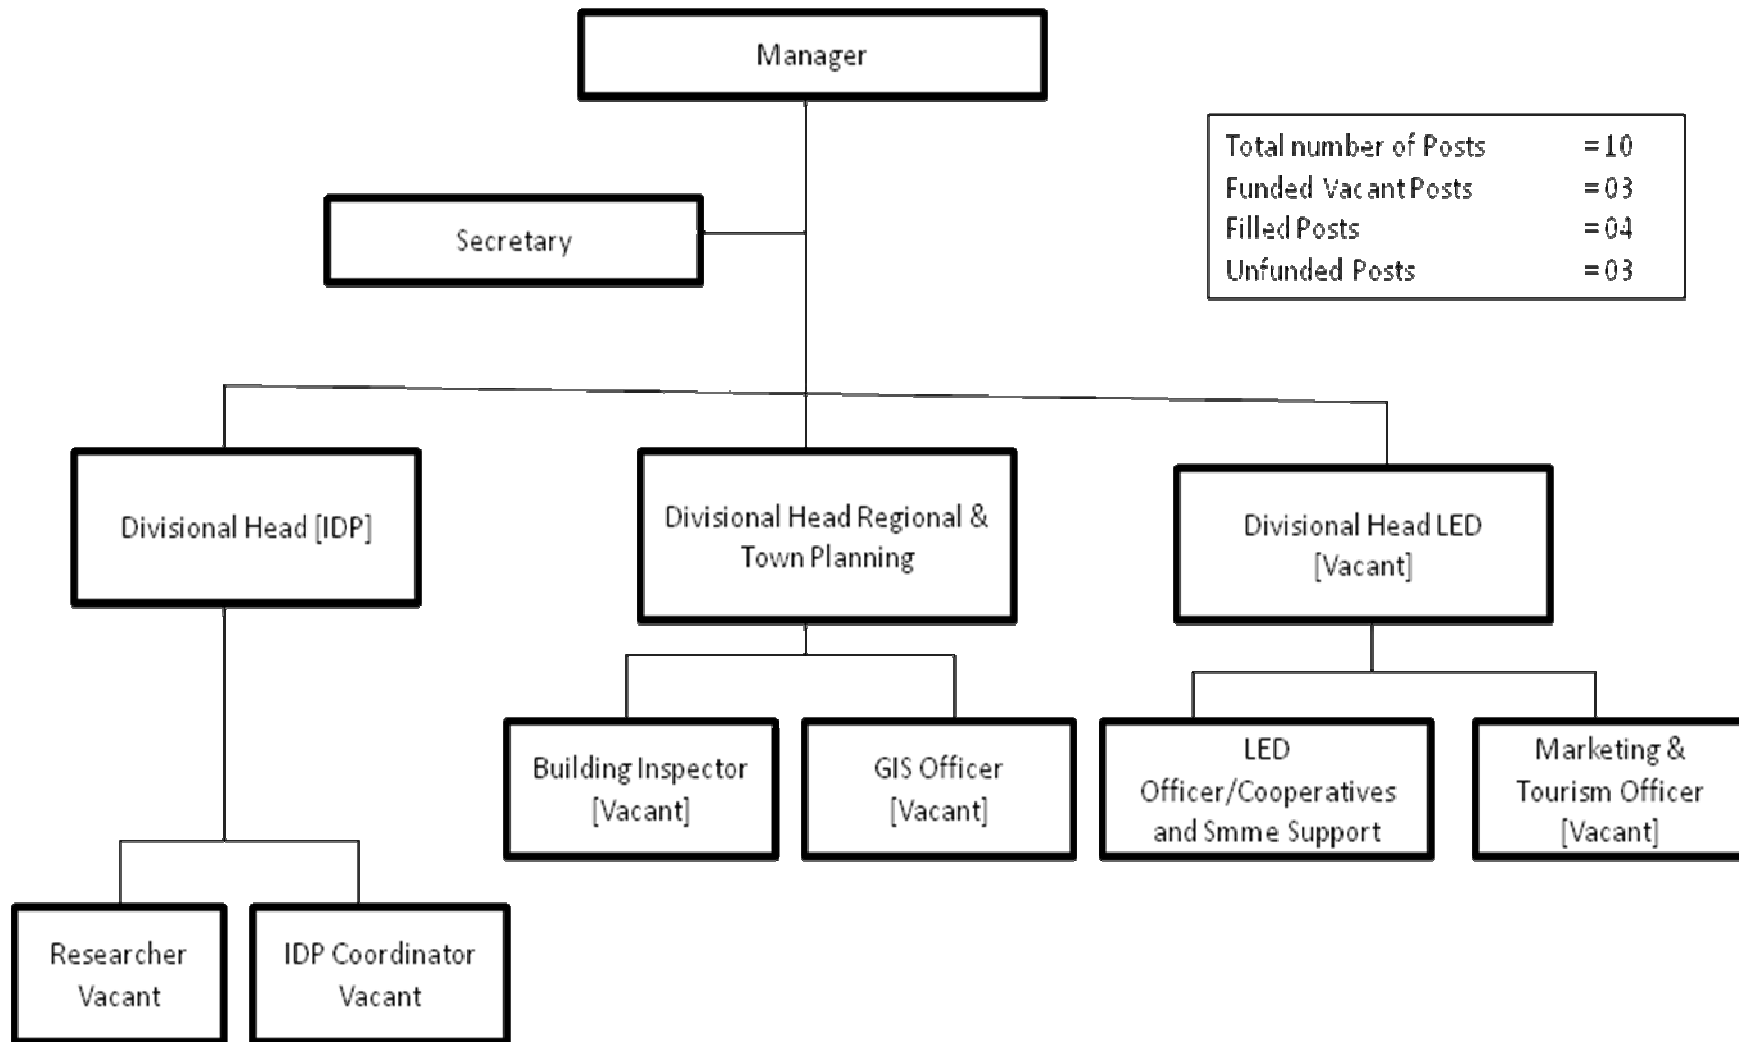 Manager
Total number of Posts = 10
Funded Vacant Posts = 03
Filled Posts = 04
Unfunded Posts = 03
Secretary
Divisional Head [IDP]
Divisional Head Regional &
Town Planning
Divisional Head LED
[Vacant]
Building Inspector
[Vacant]
GIS Officer
[Vacant]
LED
Officer/Cooperatives
and Smme Support
Marketing &
Tourism Officer
[Vacant]
Researcher
Vacant
IDP Coordinator
Vacant